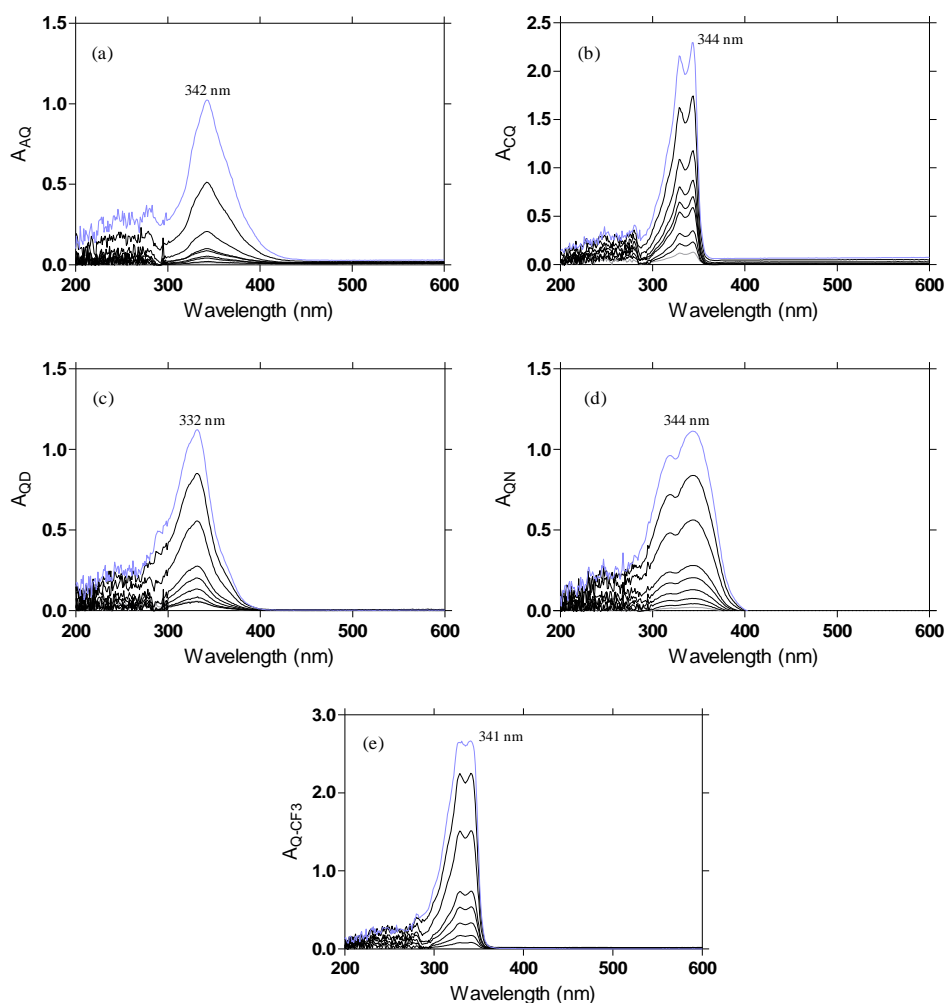 1.5
(a)
342 nm
1.0
A_AQ
0.5
0.0
200 300 400 500 600
Wavelength (nm)
2.5
(b)
344 nm
2.0
1.5
A_CQ
1.0
0.5
0.0
200 300 400 500 600
Wavelength (nm)
1.5
(c)
332 nm
1.0
A_QD
0.5
0.0
200 300 400 500 600
Wavelength (nm)
1.5
(d)
344 nm
1.0
A_QN
0.5
0.0
200 300 400 500 600
Wavelength (nm)
3.0
(e)
341 nm
2.0
A_Q-CF3
1.0
0.0
200 300 400 500 600
Wavelength (nm)